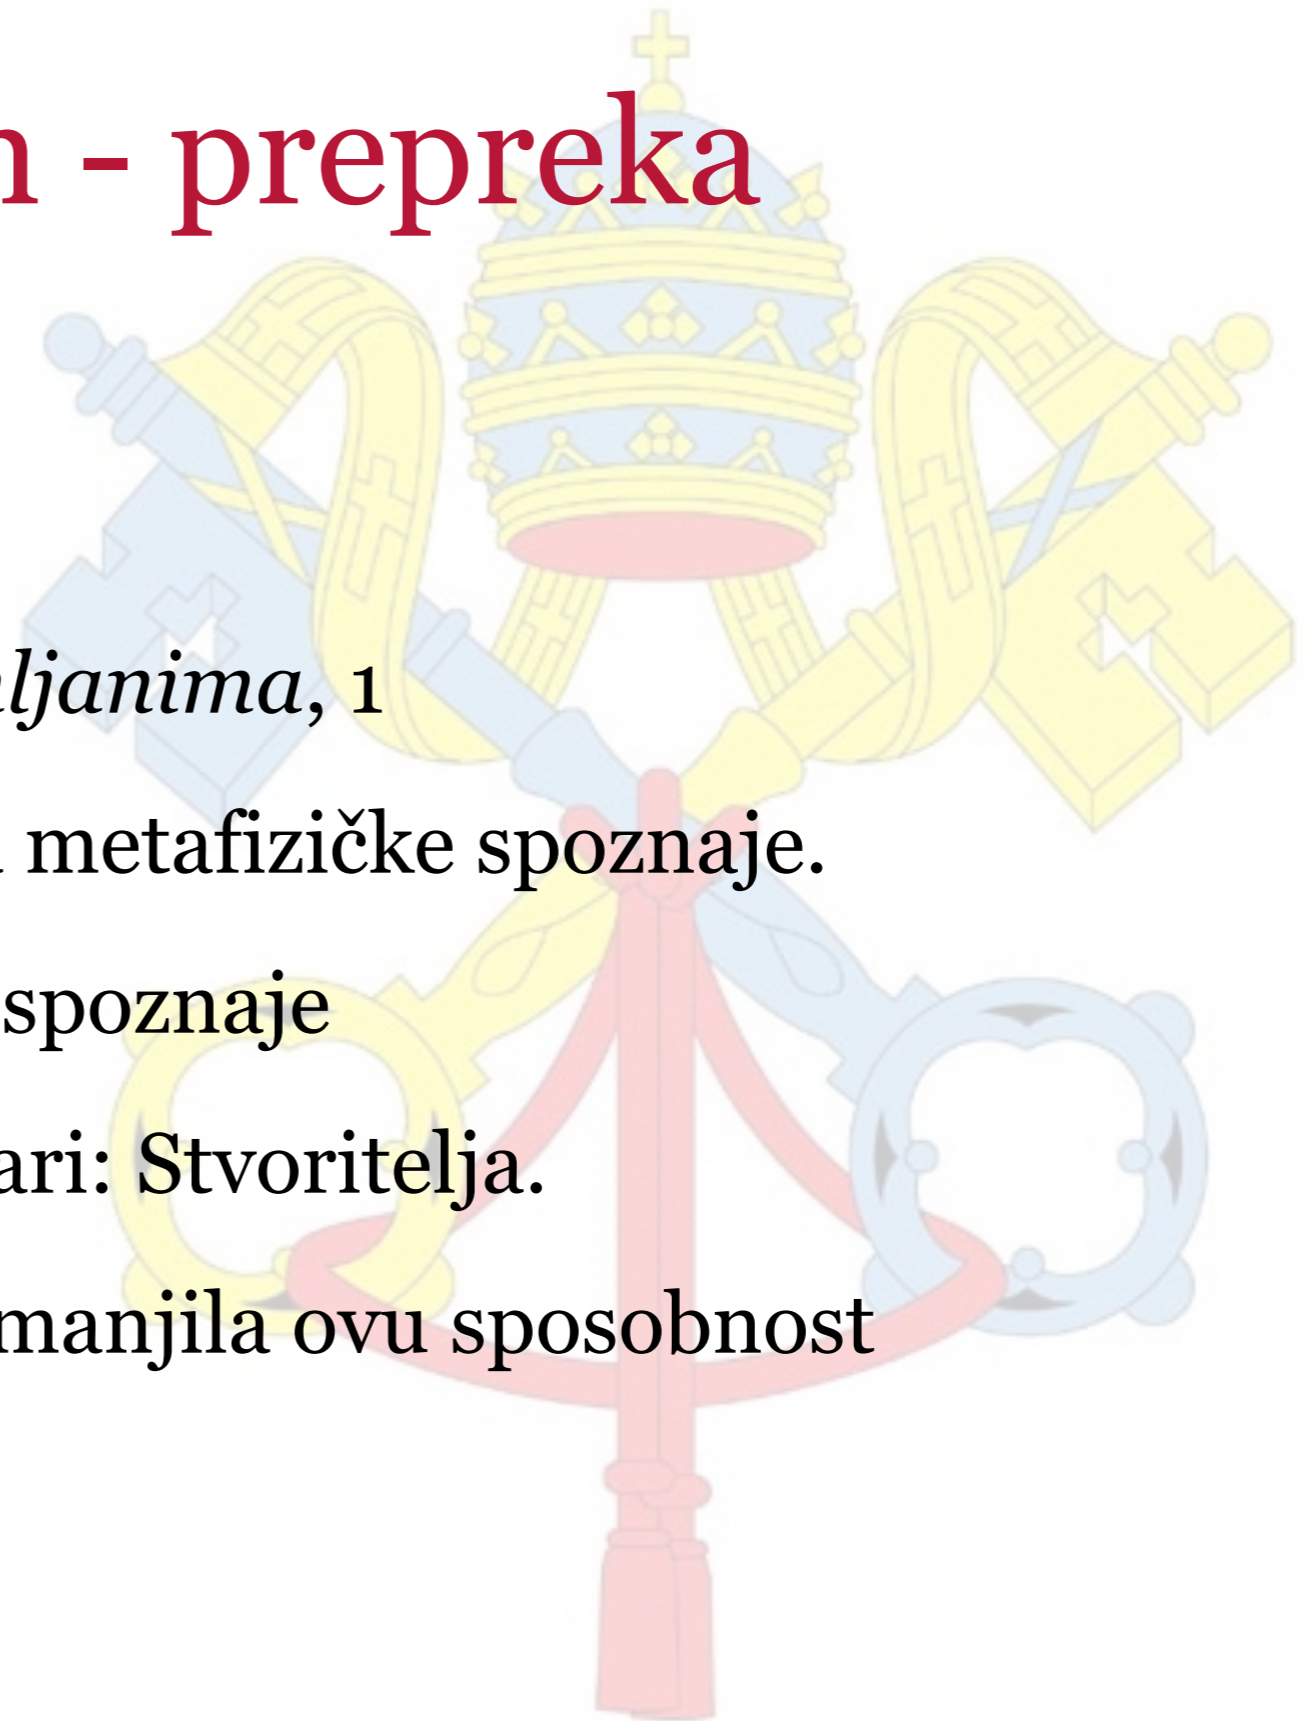 - prepreka
ljanima, 1
metafizičke spoznaje.
spoznaje
ari: Stvoritelja.
manjila ovu sposobnost